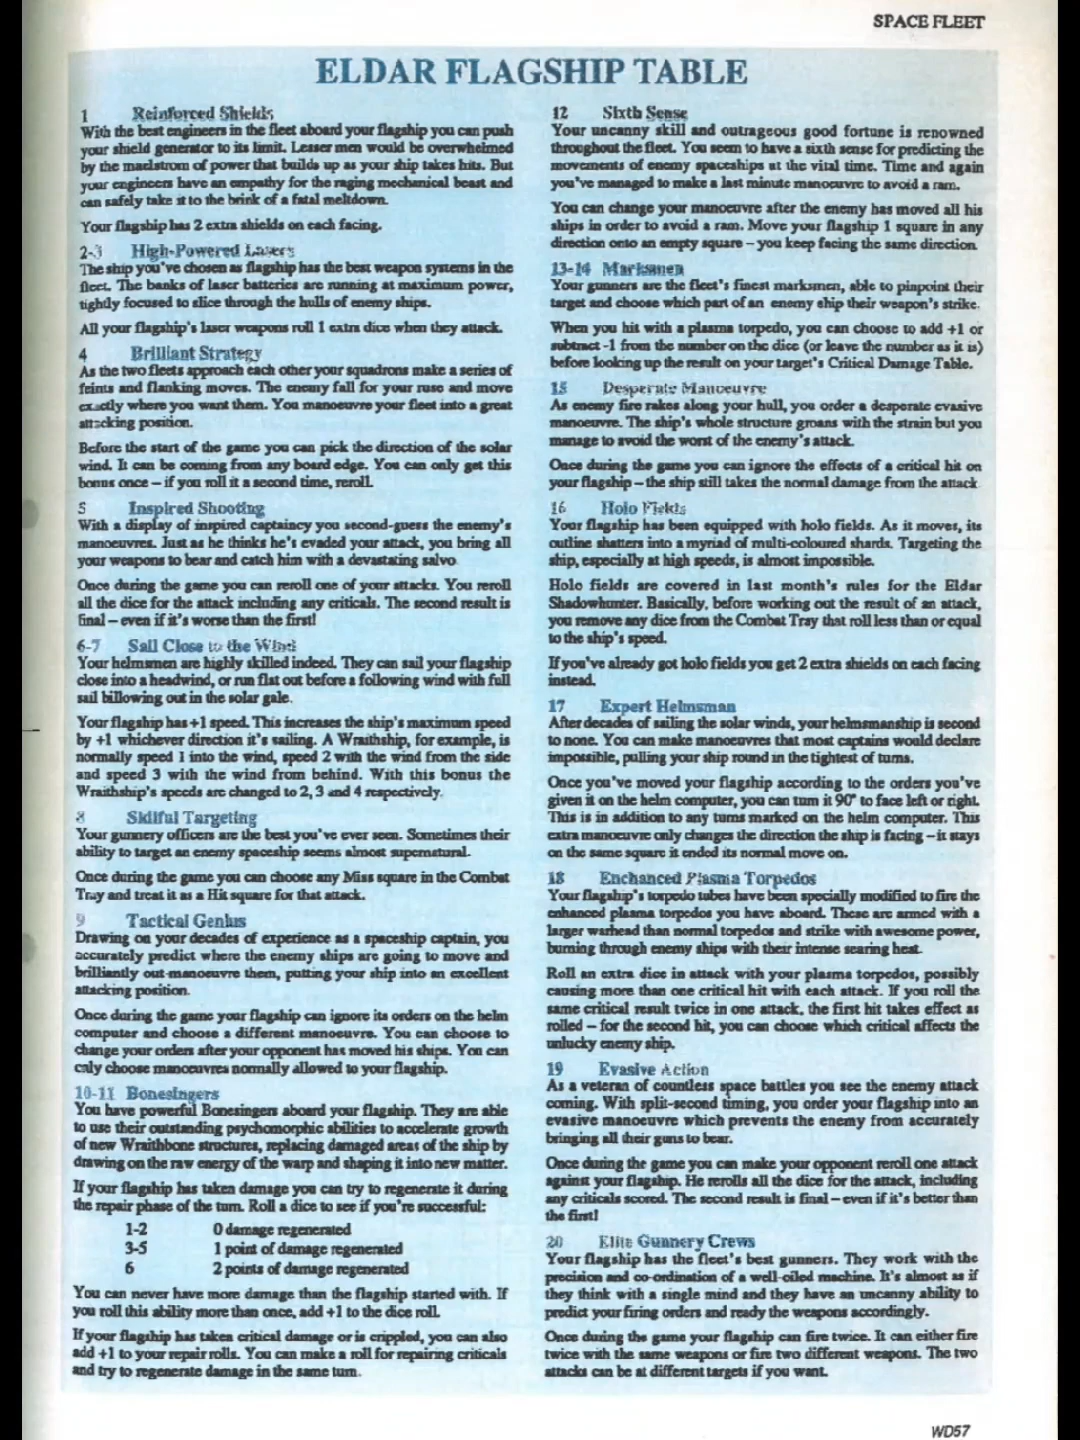 SPACE FLEET
ELDAR FLAGSHIP TABLE
1 Reinforced Shields
With the best engineers in the fleet aboard your flagship you can push
your shield generator to its limit. Lesser men would be overwhelmed
by the maelstrom of power that builds up as your ship takes hits. But
your engineers have an empathy for the raging mechanical beast and
can safely take it to the brink of a fatal meltdown.
Your flagship has 2 extra shields on each facing.
2-3 High-Powered Lasers
The ship you've chosen as flagship has the best weapon systems in the
fleet. The banks of laser batteries are running at maximum power,
tightly focused to slice through the hulls of enemy ships.
All your flagship's laser weapons roll 1 extra dice when they attack.
4 Brilliant Strategy
As the two fleets approach each other your squadrons make a series of
feints and flanking moves. The enemy fall for your ruse and move
exactly where you want them. You manoeuvre your fleet into a great
attacking position.
Before the start of the game you can pick the direction of the solar
wind. It can be coming from any board edge. You can only get this
bonus once – if you roll it a second time, reroll.
5 Inspired Shooting
With a display of inspired captaincy you second-guess the enemy's
manoeuvres. Just as he thinks he's evaded your attack, you bring all
your weapons to bear and catch him with a devastating salvo.
Once during the game you can reroll one of your attacks. You reroll
all the dice for the attack including any criticals. The second result is
final – even if it's worse than the first!
6-7 Sail Close to the Wind
Your helmsmen are highly skilled indeed. They can sail your flagship
close into a headwind, or run flat out before a following wind with full
sail billowing out in the solar gale.
Your flagship has +1 speed. This increases the ship's maximum speed
by +1 whichever direction it's sailing. A Wraithship, for example, is
normally speed 1 into the wind, speed 2 with the wind from the side
and speed 3 with the wind from behind. With this bonus the
Wraithship's speeds are changed to 2, 3 and 4 respectively.
8 Skilful Targeting
Your gunnery officers are the best you've ever seen. Sometimes their
ability to target an enemy spaceship seems almost supernatural.
Once during the game you can choose any Miss square in the Combat
Tray and treat it as a Hit square for that attack.
9 Tactical Genius
Drawing on your decades of experience as a spaceship captain, you
accurately predict where the enemy ships are going to move and
brilliantly out-manoeuvre them, putting your ship into an excellent
attacking position.
Once during the game your flagship can ignore its orders on the helm
computer and choose a different manoeuvre. You can choose to
change your orders after your opponent has moved his ships. You can
only choose manoeuvres normally allowed to your flagship.
10-11 Bonesingers
You have powerful Bonesingers aboard your flagship. They are able
to use their outstanding psychomorphic abilities to accelerate growth
of new Wraithbone structures, replacing damaged areas of the ship by
drawing on the raw energy of the warp and shaping it into new matter.
If your flagship has taken damage you can try to regenerate it during
the repair phase of the turn. Roll a dice to see if you're successful:
1-2 0 damage regenerated
3-5 1 point of damage regenerated
6 2 points of damage regenerated
You can never have more damage than the flagship started with. If
you roll this ability more than once, add +1 to the dice roll.
If your flagship has taken critical damage or is crippled, you can also
add +1 to your repair rolls. You can make a roll for repairing criticals
and try to regenerate damage in the same turn.
12 Sixth Sense
Your uncanny skill and outrageous good fortune is renowned
throughout the fleet. You seem to have a sixth sense for predicting the
movements of enemy spaceships at the vital time. Time and again
you've managed to make a last minute manoeuvre to avoid a ram.
You can change your manoeuvre after the enemy has moved all his
ships in order to avoid a ram. Move your flagship 1 square in any
direction onto an empty square – you keep facing the same direction.
13-14 Marksmen
Your gunners are the fleet's finest marksmen, able to pinpoint their
target and choose which part of an enemy ship their weapon's strike.
When you hit with a plasma torpedo, you can choose to add +1 or
subtract -1 from the number on the dice (or leave the number as it is)
before looking up the result on your target's Critical Damage Table.
15 Desperate Manoeuvre
As enemy fire rakes along your hull, you order a desperate evasive
manoeuvre. The ship's whole structure groans with the strain but you
manage to avoid the worst of the enemy's attack.
Once during the game you can ignore the effects of a critical hit on
your flagship – the ship still takes the normal damage from the attack
16 Holo Fields
Your flagship has been equipped with holo fields. As it moves, its
outline shatters into a myriad of multi-coloured shards. Targeting the
ship, especially at high speeds, is almost impossible.
Holo fields are covered in last month's rules for the Eldar
Shadowhunter. Basically, before working out the result of an attack,
you remove any dice from the Combat Tray that roll less than or equal
to the ship's speed.
If you've already got holo fields you get 2 extra shields on each facing
instead.
17 Expert Helmsman
After decades of sailing the solar winds, your helmsmanship is second
to none. You can make manoeuvres that most captains would declare
impossible, pulling your ship round in the tightest of turns.
Once you've moved your flagship according to the orders you've
given it on the helm computer, you can turn it 90° to face left or right.
This is in addition to any turns marked on the helm computer. This
extra manoeuvre only changes the direction the ship is facing – it stays
on the same square it ended its normal move on.
18 Enchanced Plasma Torpedos
Your flagship's torpedo tubes have been specially modified to fire the
enhanced plasma torpedos you have aboard. These are armed with a
larger warhead than normal torpedos and strike with awesome power,
burning through enemy ships with their intense searing heat.
Roll an extra dice in attack with your plasma torpedos, possibly
causing more than one critical hit with each attack. If you roll the
same critical result twice in one attack, the first hit takes effect as
rolled – for the second hit, you can choose which critical affects the
unlucky enemy ship.
19 Evasive Action
As a veteran of countless space battles you see the enemy attack
coming. With split-second timing, you order your flagship into an
evasive manoeuvre which prevents the enemy from accurately
bringing all their guns to bear.
Once during the game you can make your opponent reroll one attack
against your flagship. He rerolls all the dice for the attack, including
any criticals scored. The second result is final – even if it's better than
the first!
20 Elite Gunnery Crews
Your flagship has the fleet's best gunners. They work with the
precision and co-ordination of a well-oiled machine. It's almost as if
they think with a single mind and they have an uncanny ability to
predict your firing orders and ready the weapons accordingly.
Once during the game your flagship can fire twice. It can either fire
twice with the same weapons or fire two different weapons. The two
attacks can be at different targets if you want.
WD57